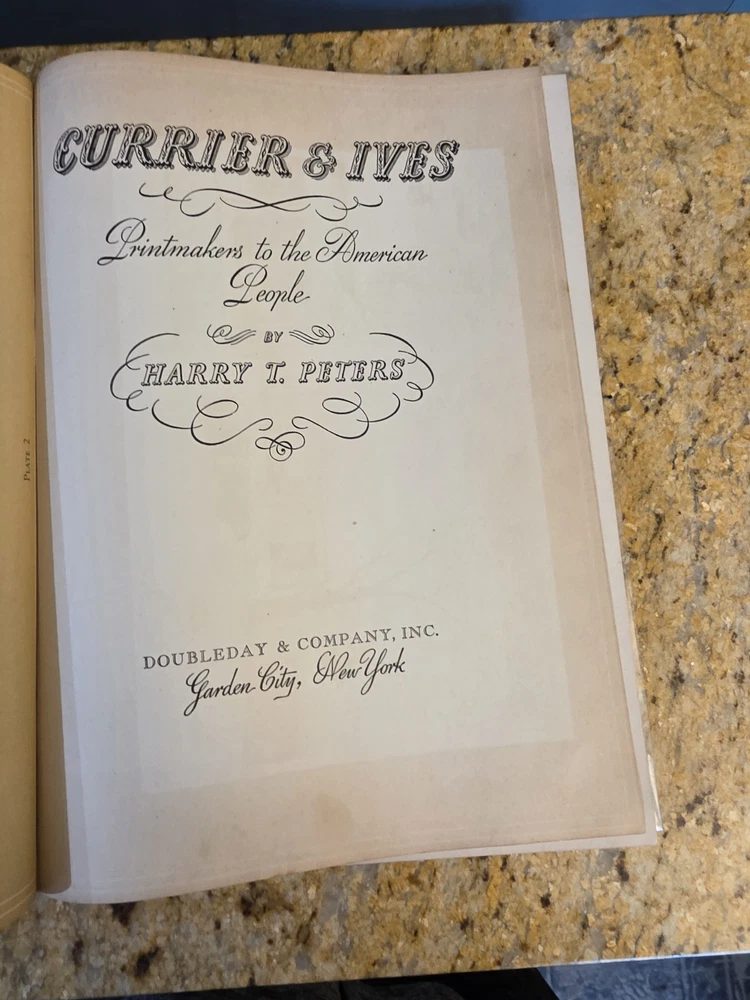 PLATE 2
CURRIER & IVES
Printmakers to the American
People
BY
HARRY T. PETERS
DOUBLEDAY & COMPANY, INC.
Garden City, New York